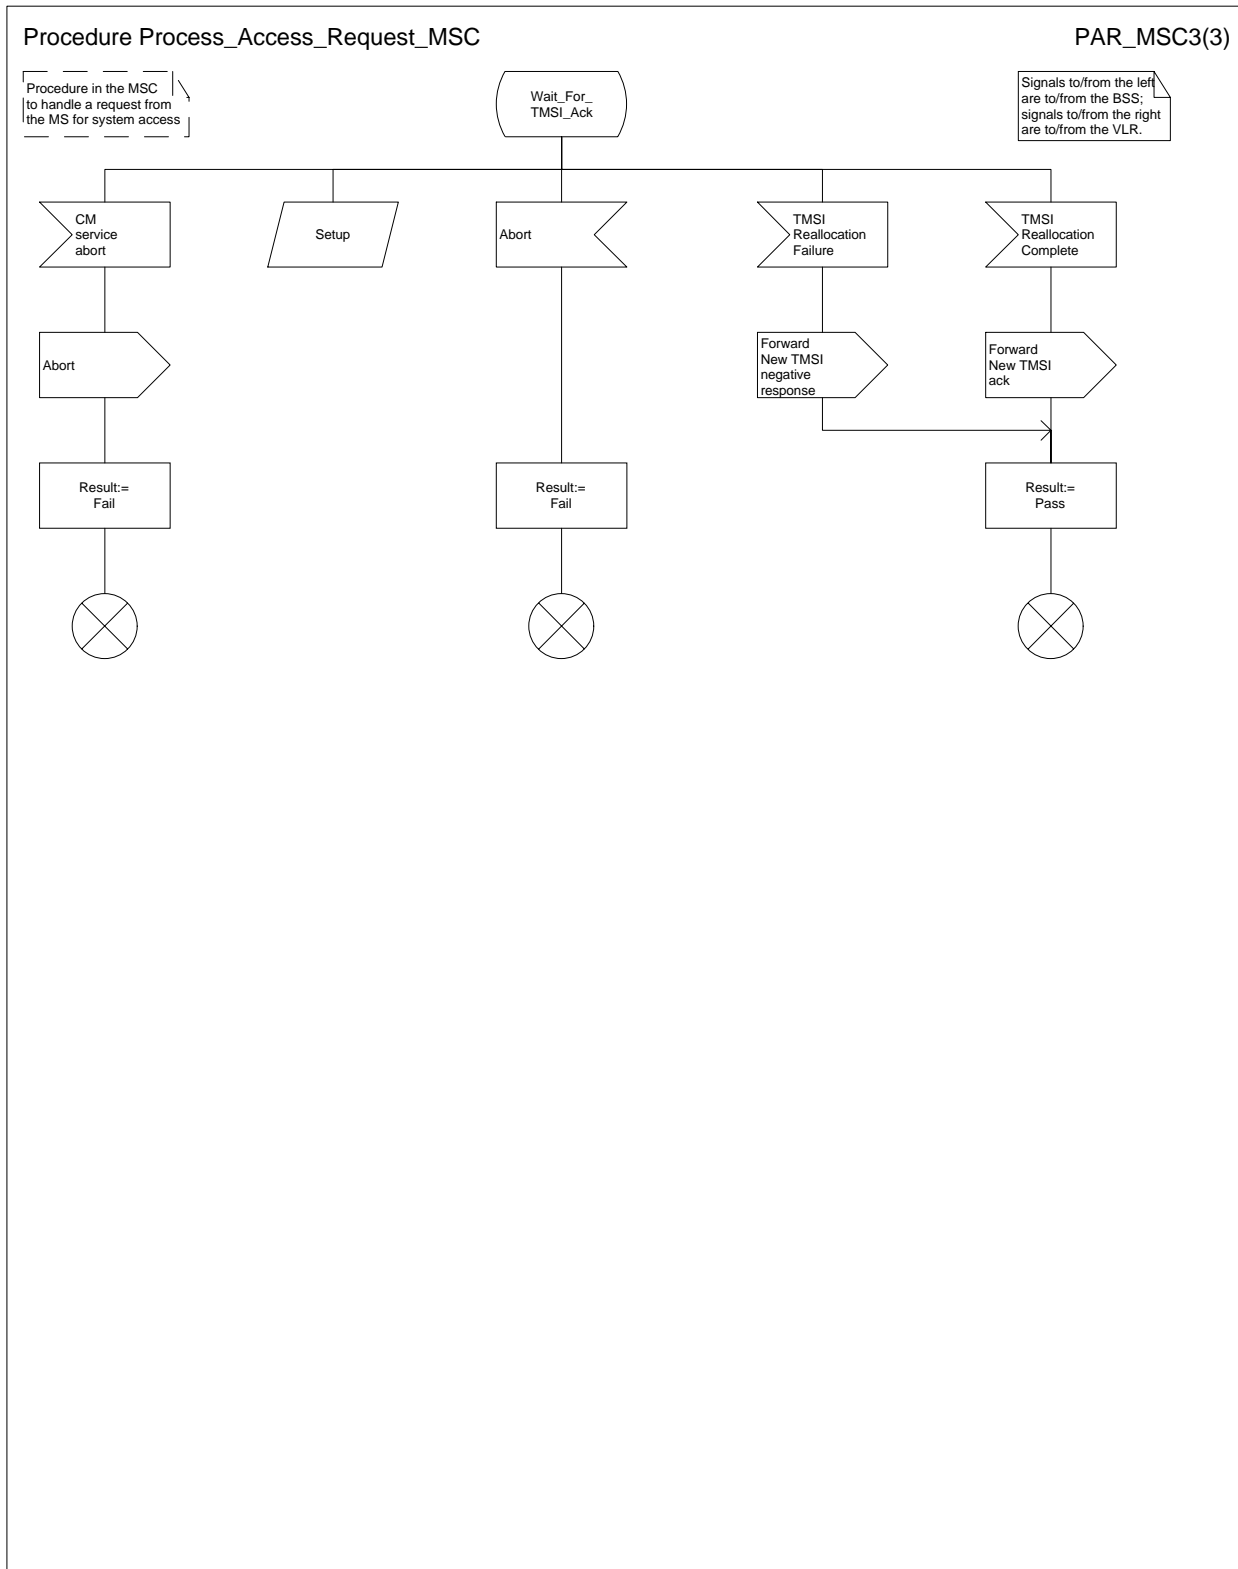 Procedure Process_Access_Request_MSC
PAR_MSC3(3)
Procedure in the MSC
to handle a request from
the MS for system access
Wait_For_
TMSI_Ack
Signals to/from the left
are to/from the BSS;
signals to/from the right
are to/from the VLR.
CM
service
abort
Setup
Abort
TMSI
Reallocation
Failure
TMSI
Reallocation
Complete
Abort
Forward
New TMSI
negative
response
Forward
New TMSI
ack
Result:=
Fail
Result:=
Fail
Result:=
Pass